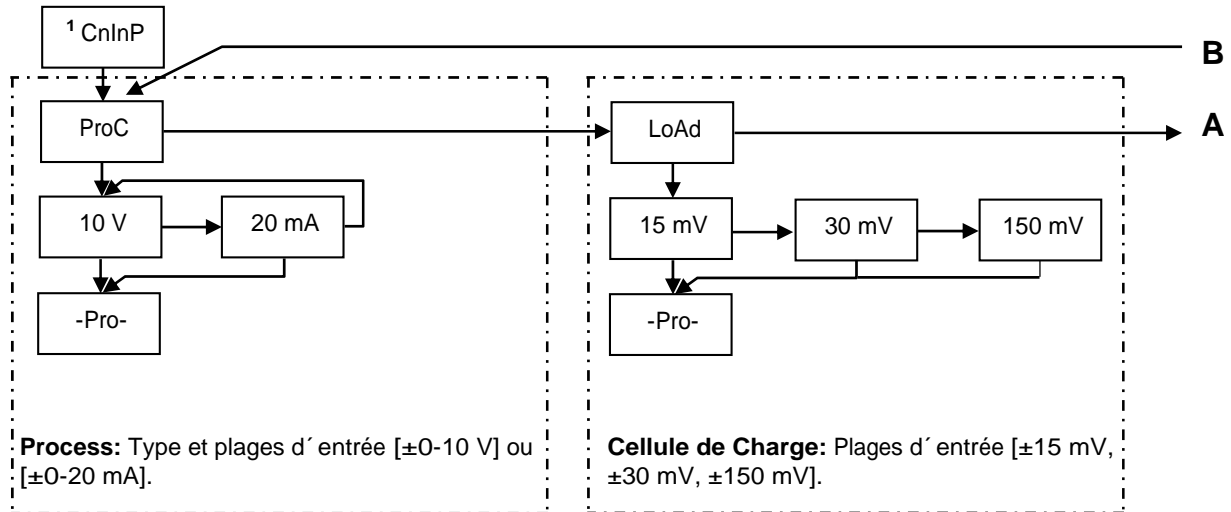 ¹ CnInP
B
ProC
LoAd
A
10 V
20 mA
15 mV
30 mV
150 mV
-Pro-
-Pro-
Process: Type et plages d´ entrée [±0-10 V] ou
[±0-20 mA].
Cellule de Charge: Plages d´ entrée [±15 mV,
±30 mV, ±150 mV].